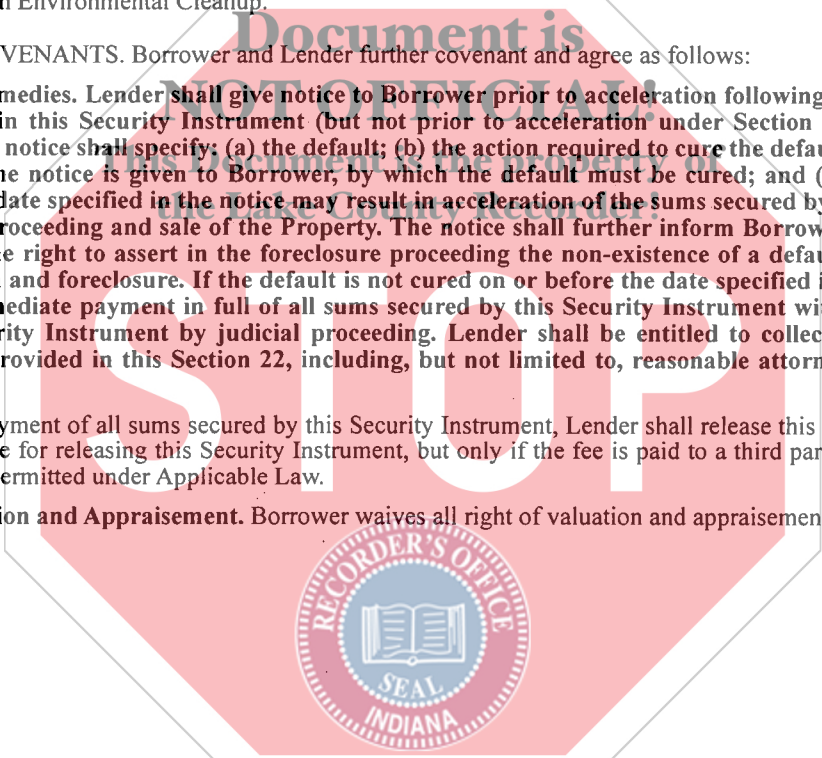 n Environmental Cleanup.
Document is
VENANTS. Borrower and Lender further covenant and agree as follows:
NOT OFFICIAL!
medies. Lender shall give notice to Borrower prior to acceleration following
in this Security Instrument (but not prior to acceleration under Section
notice shall specify: (a) the default; (b) the action required to cure the defau
This Document is the property of
he notice is given to Borrower, by which the default must be cured; and (
date specified in the notice may result in acceleration of the sums secured by
the Lake County Recorder!
roceeding and sale of the Property. The notice shall further inform Borrow
e right to assert in the foreclosure proceeding the non-existence of a defau
and foreclosure. If the default is not cured on or before the date specified i
mediate payment in full of all sums secured by this Security Instrument wi
rity Instrument by judicial proceeding. Lender shall be entitled to collec
rovided in this Section 22, including, but not limited to, reasonable attorn
STOP
yment of all sums secured by this Security Instrument, Lender shall release this
e for releasing this Security Instrument, but only if the fee is paid to a third par
ermitted under Applicable Law.
ion and Appraisement. Borrower waives all right of valuation and appraisemen
RECORDER'S OFFICE
SEAL
INDIANA